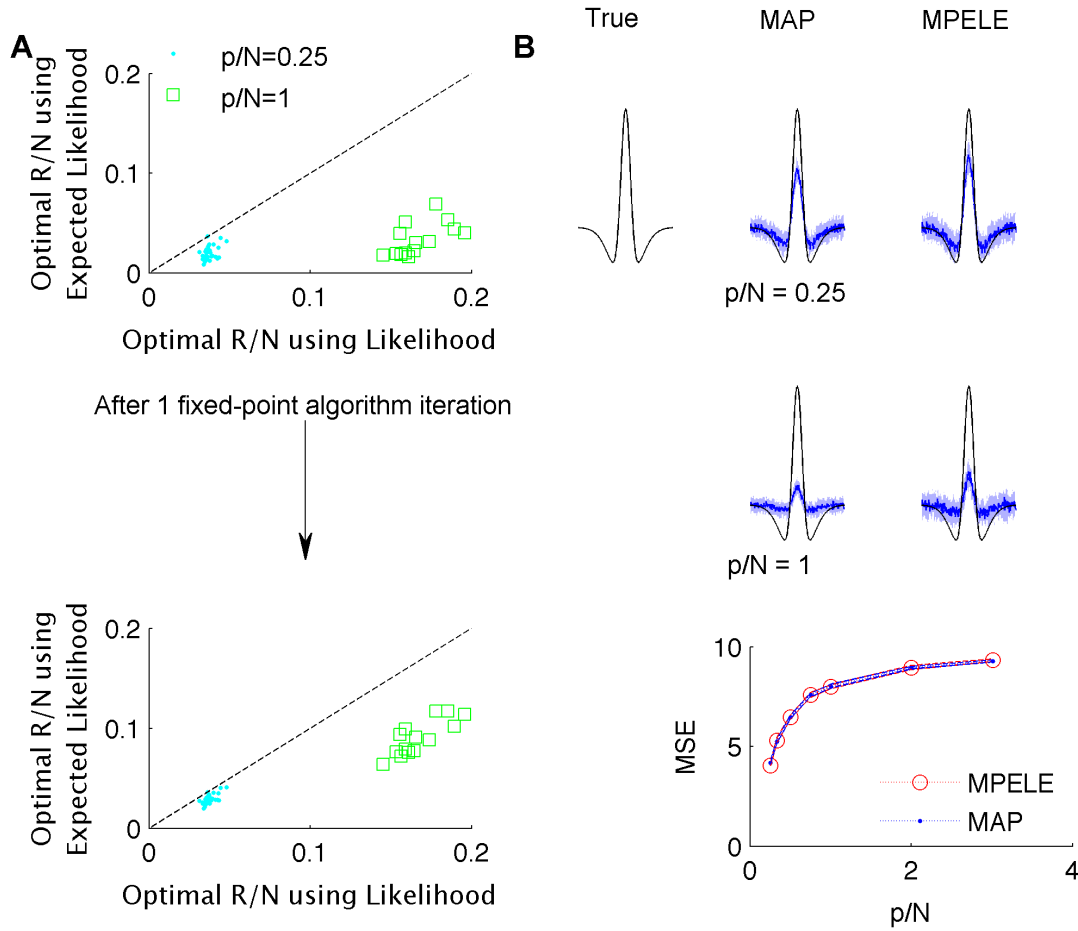 A
p/N=0.25
p/N=1
Optimal R/N using
Expected Likelihood
0.2
0.1
0
0
0.1
0.2
Optimal R/N using Likelihood
After 1 fixed-point algorithm iteration
Optimal R/N using
Expected Likelihood
0.2
0.1
0
0
0.1
0.2
Optimal R/N using Likelihood
B
True
MAP
MPELE
p/N = 0.25
p/N = 1
MSE
10
5
0
MPELE
MAP
0
2
4
p/N